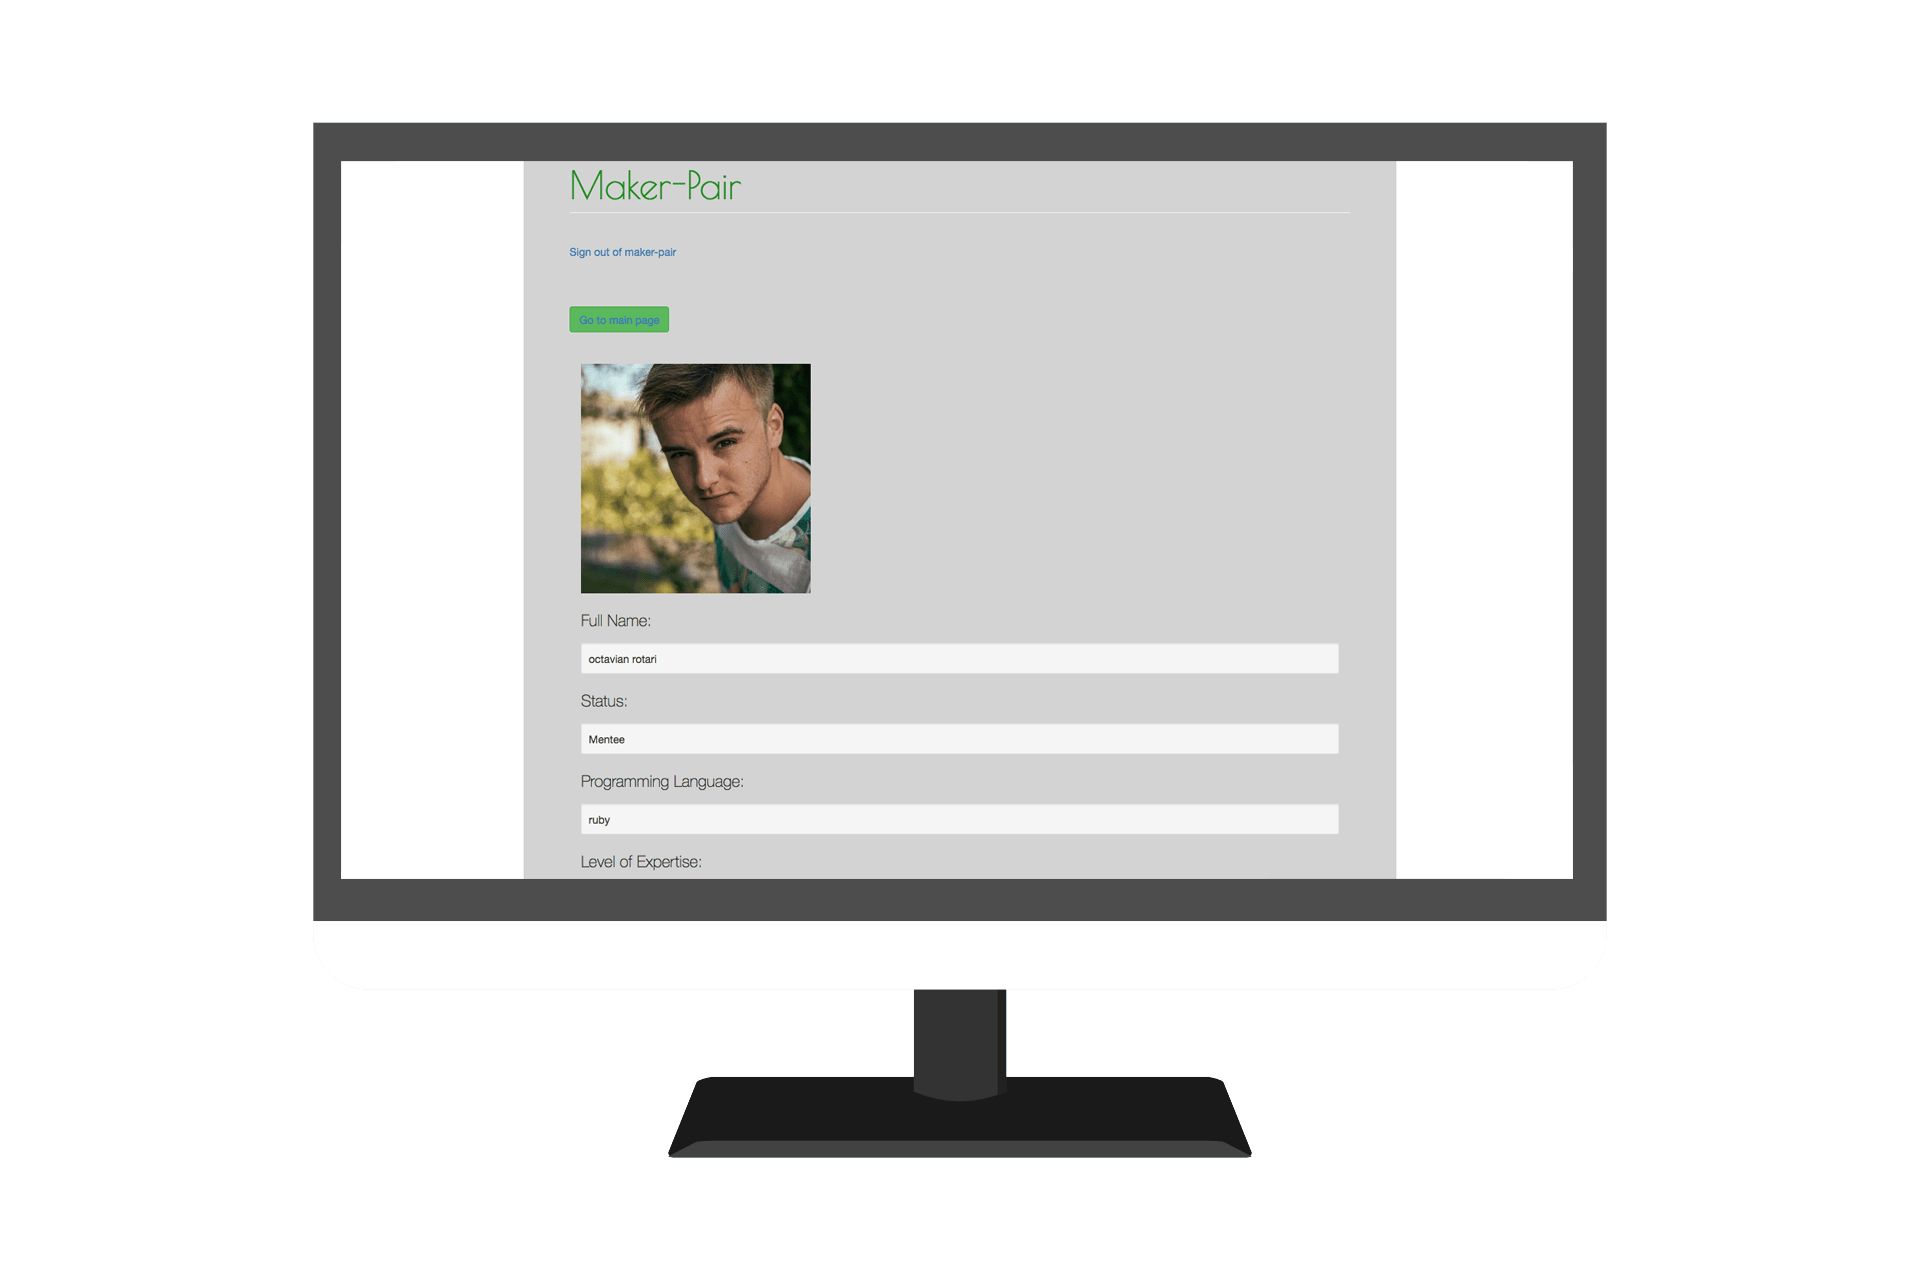 Maker-Pair
Sign out of maker-pair
Go to main page
Full Name:
octavian rotari
Status:
Mentee
Programming Language:
ruby
Level of Expertise: